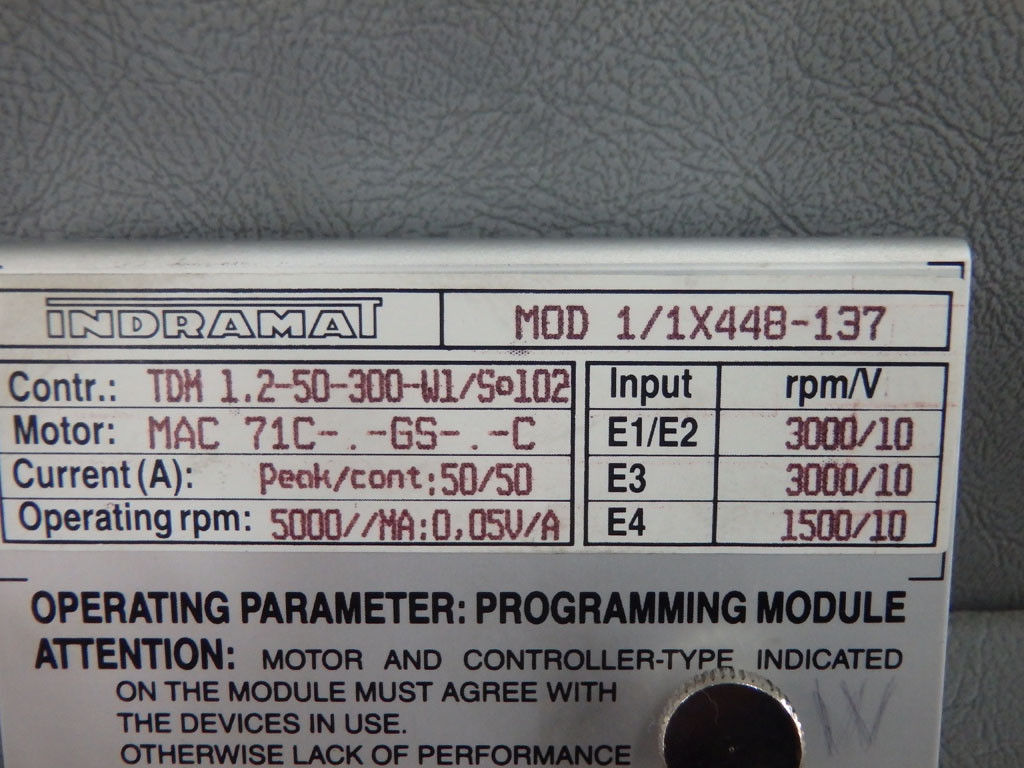 INDRAMAT
MOD 1/1X448-137
Contr.: TDM 1.2-50-300-W1/S°102
Motor: MAC 71C-.-GS-.-C
Current (A): Peak/cont:50/50
Operating rpm: 5000//MA:0,05V/A
Input rpm/V
E1/E2 3000/10
E3 3000/10
E4 1500/10
OPERATING PARAMETER: PROGRAMMING MODULE
ATTENTION: MOTOR AND CONTROLLER-TYPE INDICATED
ON THE MODULE MUST AGREE WITH
THE DEVICES IN USE.
OTHERWISE LACK OF PERFORMANCE
IV